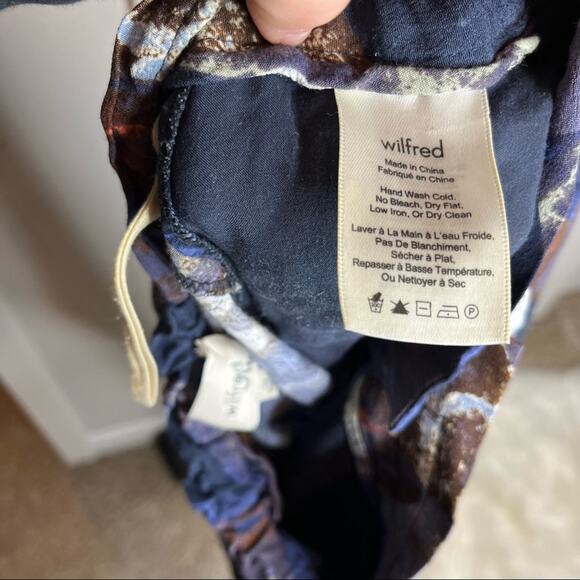 wilfred
Made in China
Fabriqué en Chine
Hand Wash Cold.
No Bleach, Dry Flat,
Low Iron, Or Dry Clean
Laver à La Main à L'eau Froide,
Pas De Blanchiment,
Sécher à Plat,
Repasser à Basse Température,
Ou Nettoyer à Sec
P
wilfred